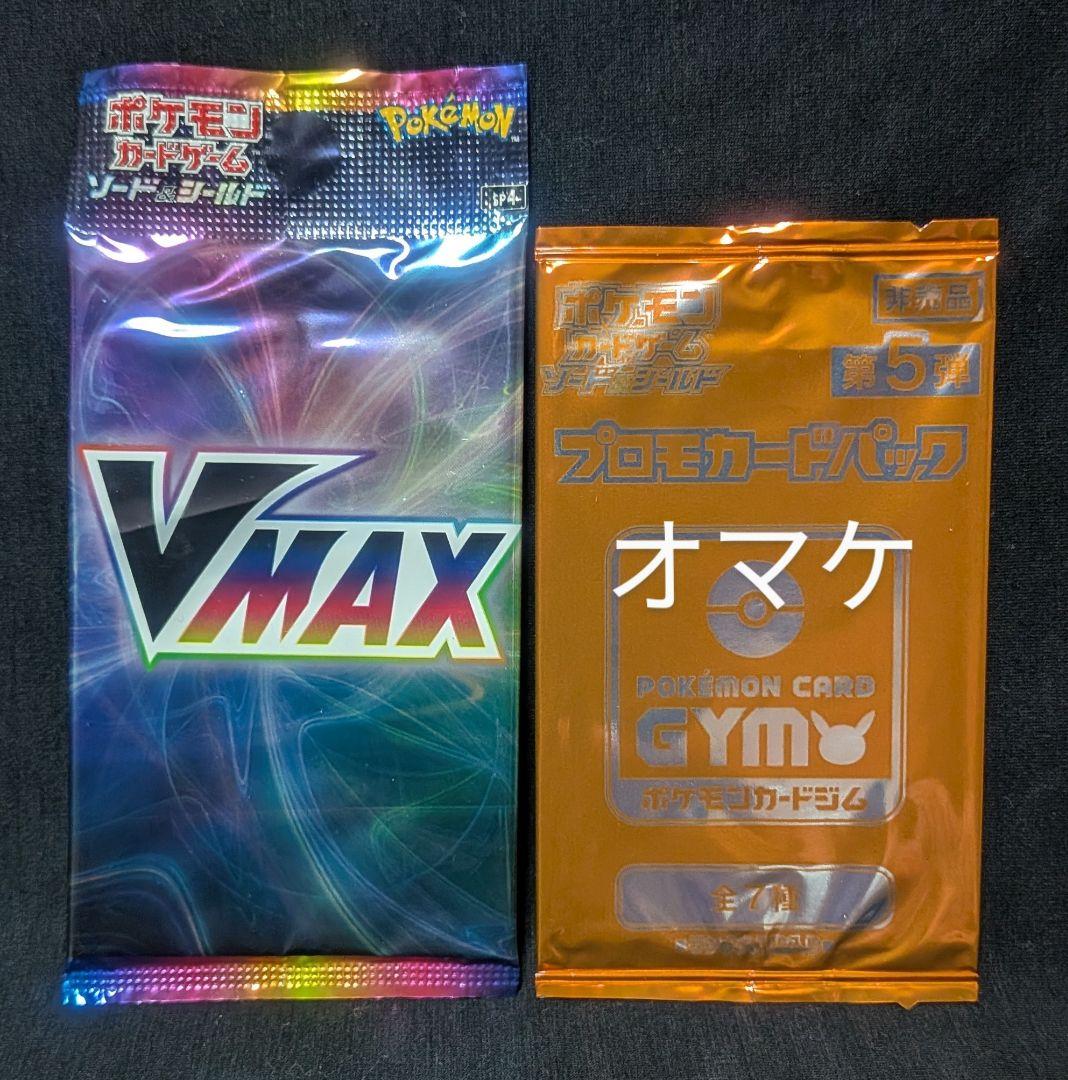 ポケモン
カードゲーム
ソード&シールド
POKéMON
SP4
VMAX
ポケモン
カードゲーム
ソード&シールド
非売品
第5弾
プロモカードパック
オマケ
POKÉMON CARD
GYM
ポケモンカードジム
全7種